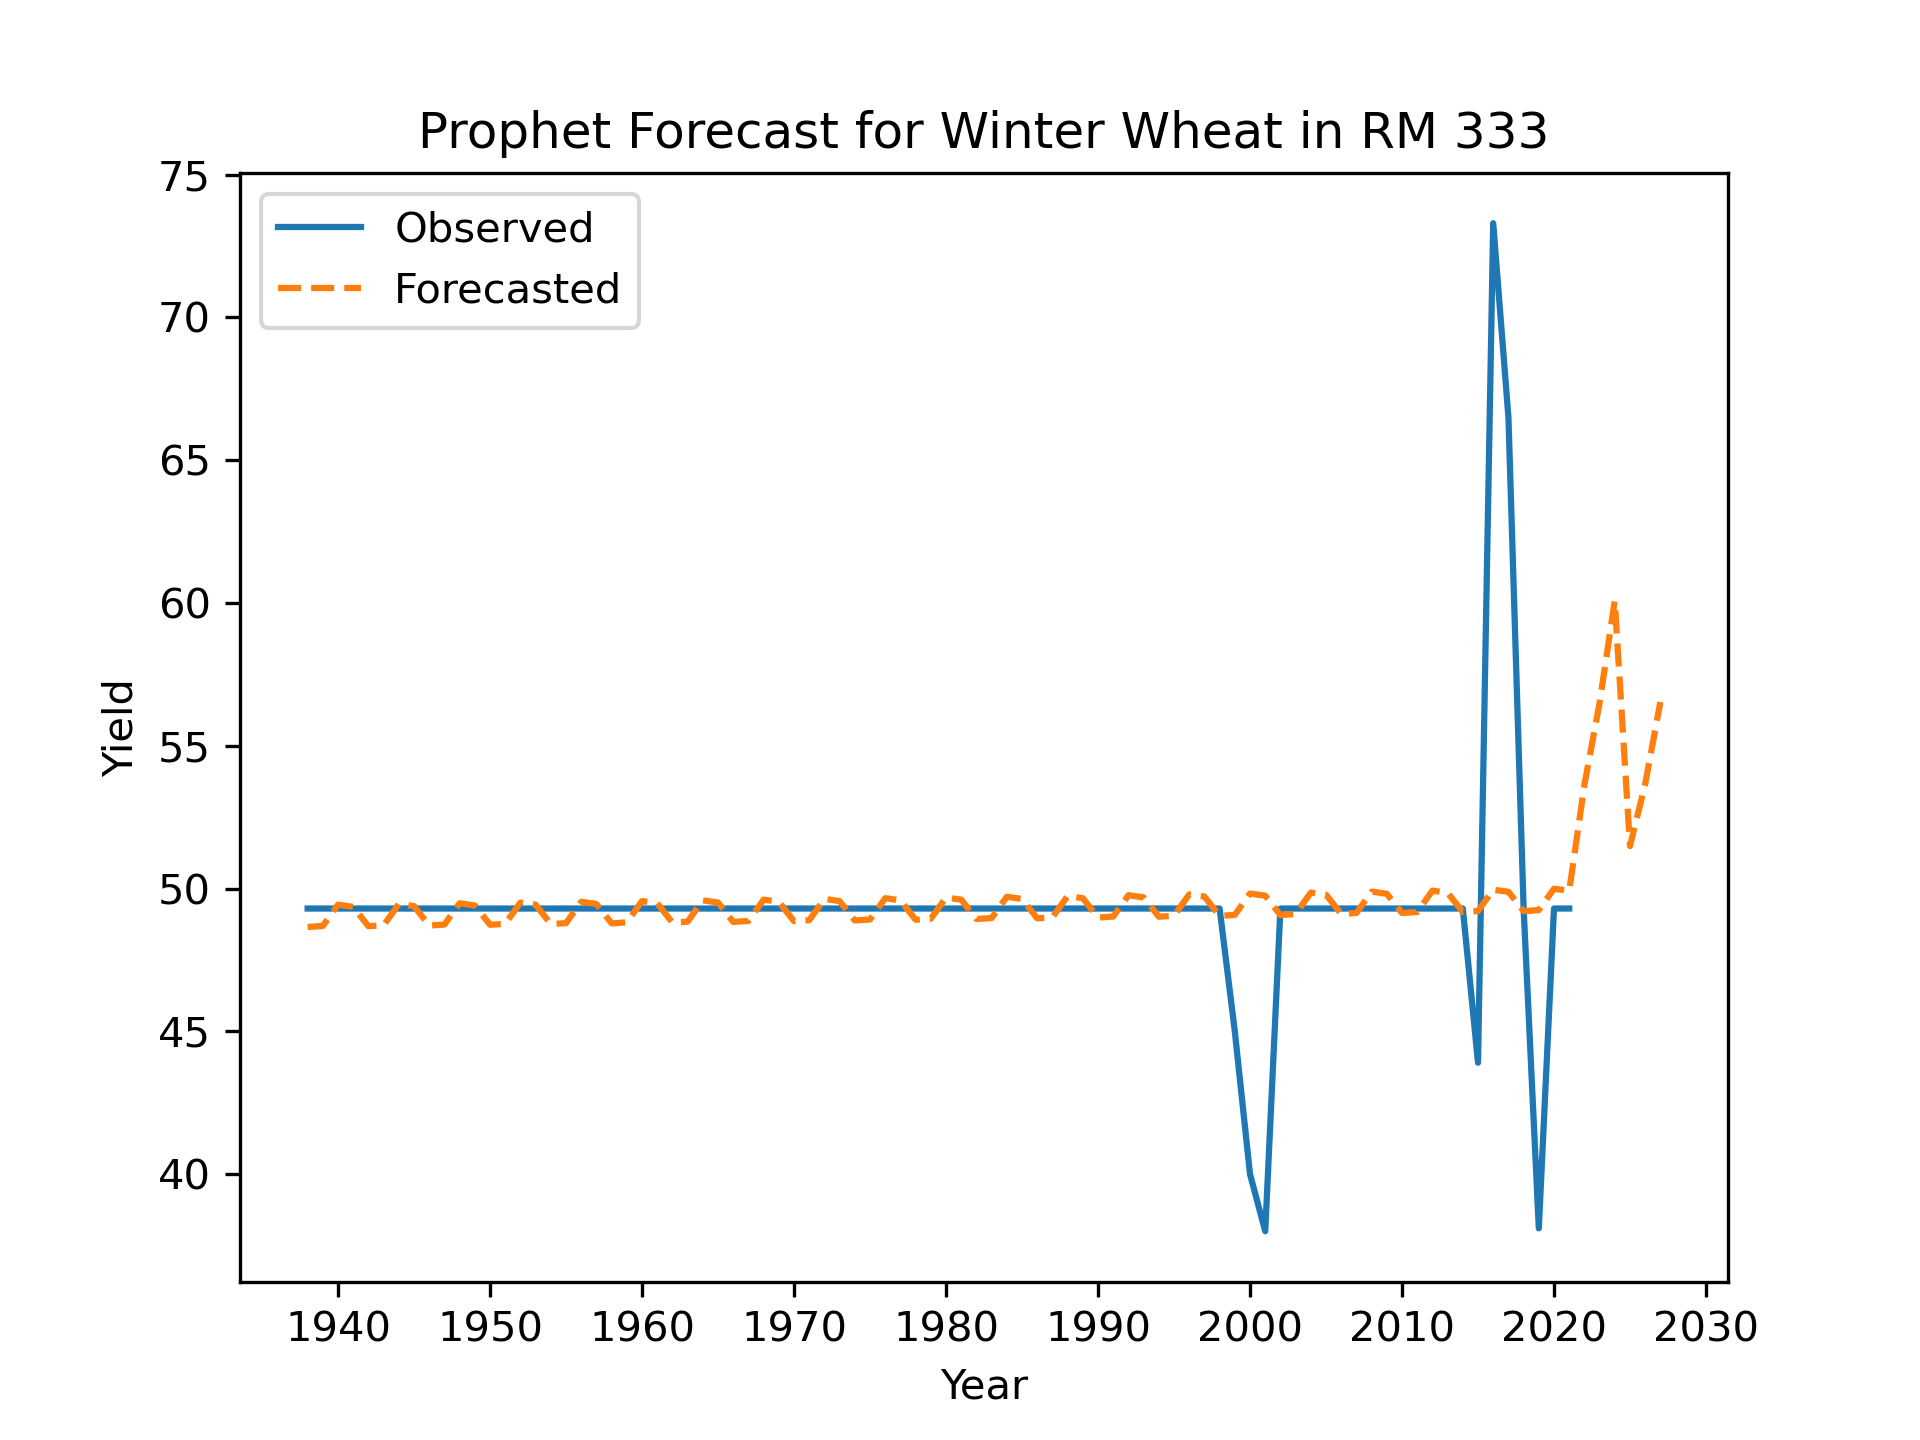 Prophet Forecast for Winter Wheat in RM 333
75
70
65
60
55
50
45
40
Yield
Observed
Forecasted
1940 1950 1960 1970 1980 1990 2000 2010 2020 2030
Year